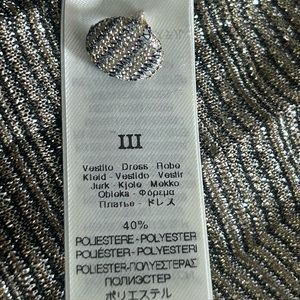 III
Vestito Dress Robe
Kleid - Vestido Vestir
Jurk - Kjole Mekko
Obleka - Φόρεμα
Платье - ドレス
40%
POLIESTERE - POLYESTER
POLIÉSTER - POLYESTERI
POLIESTER-ΠΟΛΥΕΣΤΕΡΑΣ
ПОЛИЭСТЕР
ポリエステル